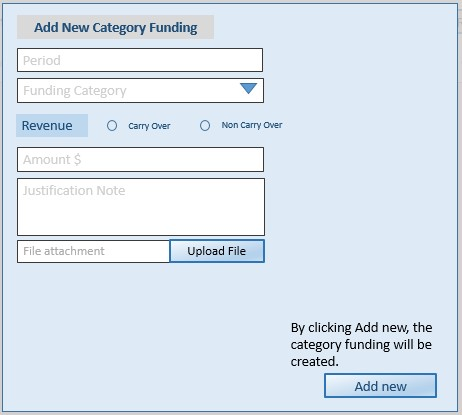 Add New Category Funding
Period
Funding Category
Revenue Carry Over Non Carry Over
Amount $
Justification Note
File attachment Upload File
By clicking Add new, the
category funding will be
created.
Add new